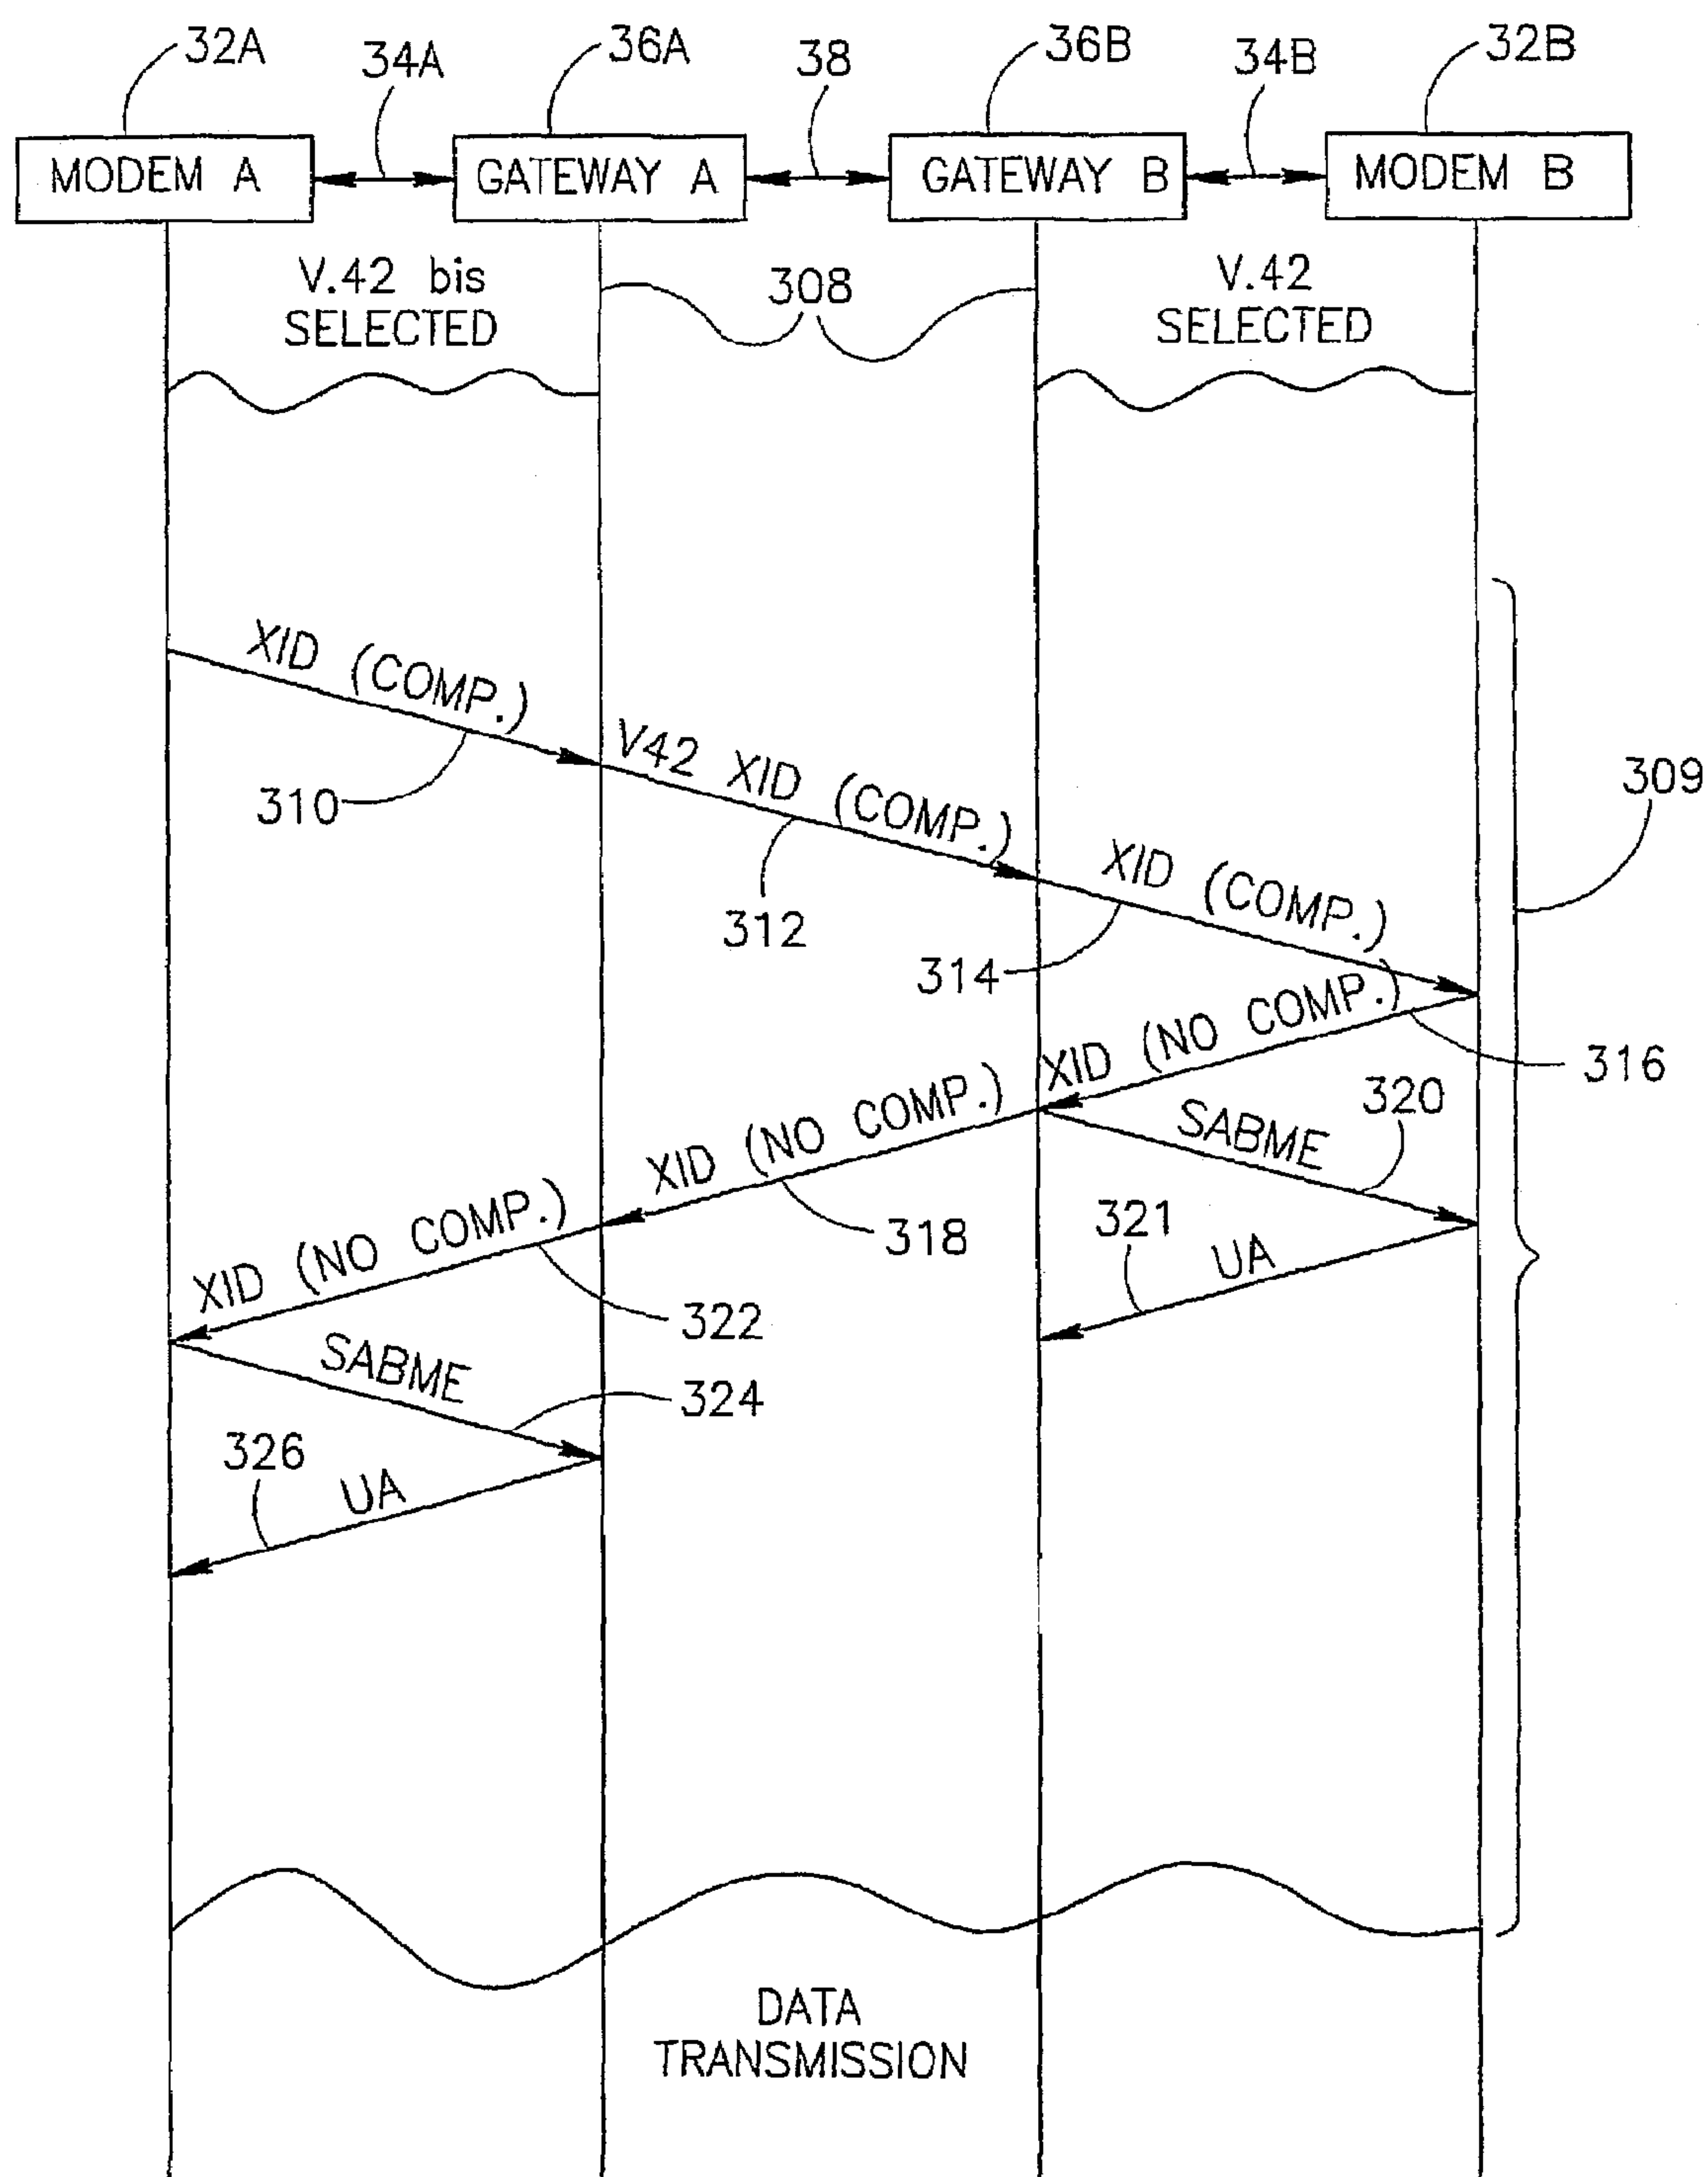 32A
34A
36A
38
36B
34B
32B
MODEM A
GATEWAY A
GATEWAY B
MODEM B
V.42 bis
SELECTED
308
V.42
SELECTED
XID (COMP.)
310
V42 XID (COMP.)
312
309
XID (COMP.)
314
XID (NO COMP.)
316
XID (NO COMP.)
318
SABME
320
321
UA
XID (NO COMP.)
322
SABME
324
326
UA
DATA
TRANSMISSION